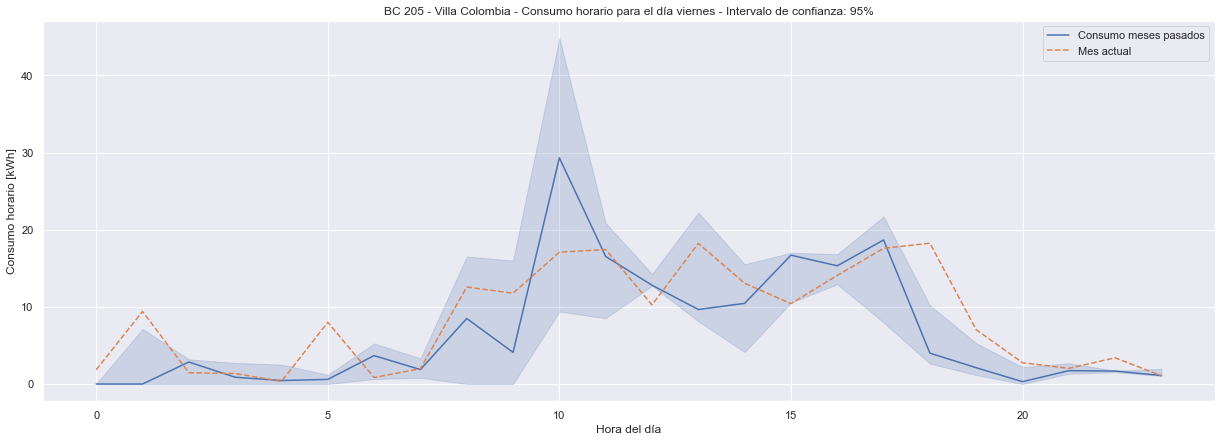 BC 205 - Villa Colombia - Consumo horario para el día viernes - Intervalo de confianza: 95%
Consumo meses pasados
Mes actual
Consumo horario [kWh]
40
30
20
10
0
0
5
10
15
20
Hora del día